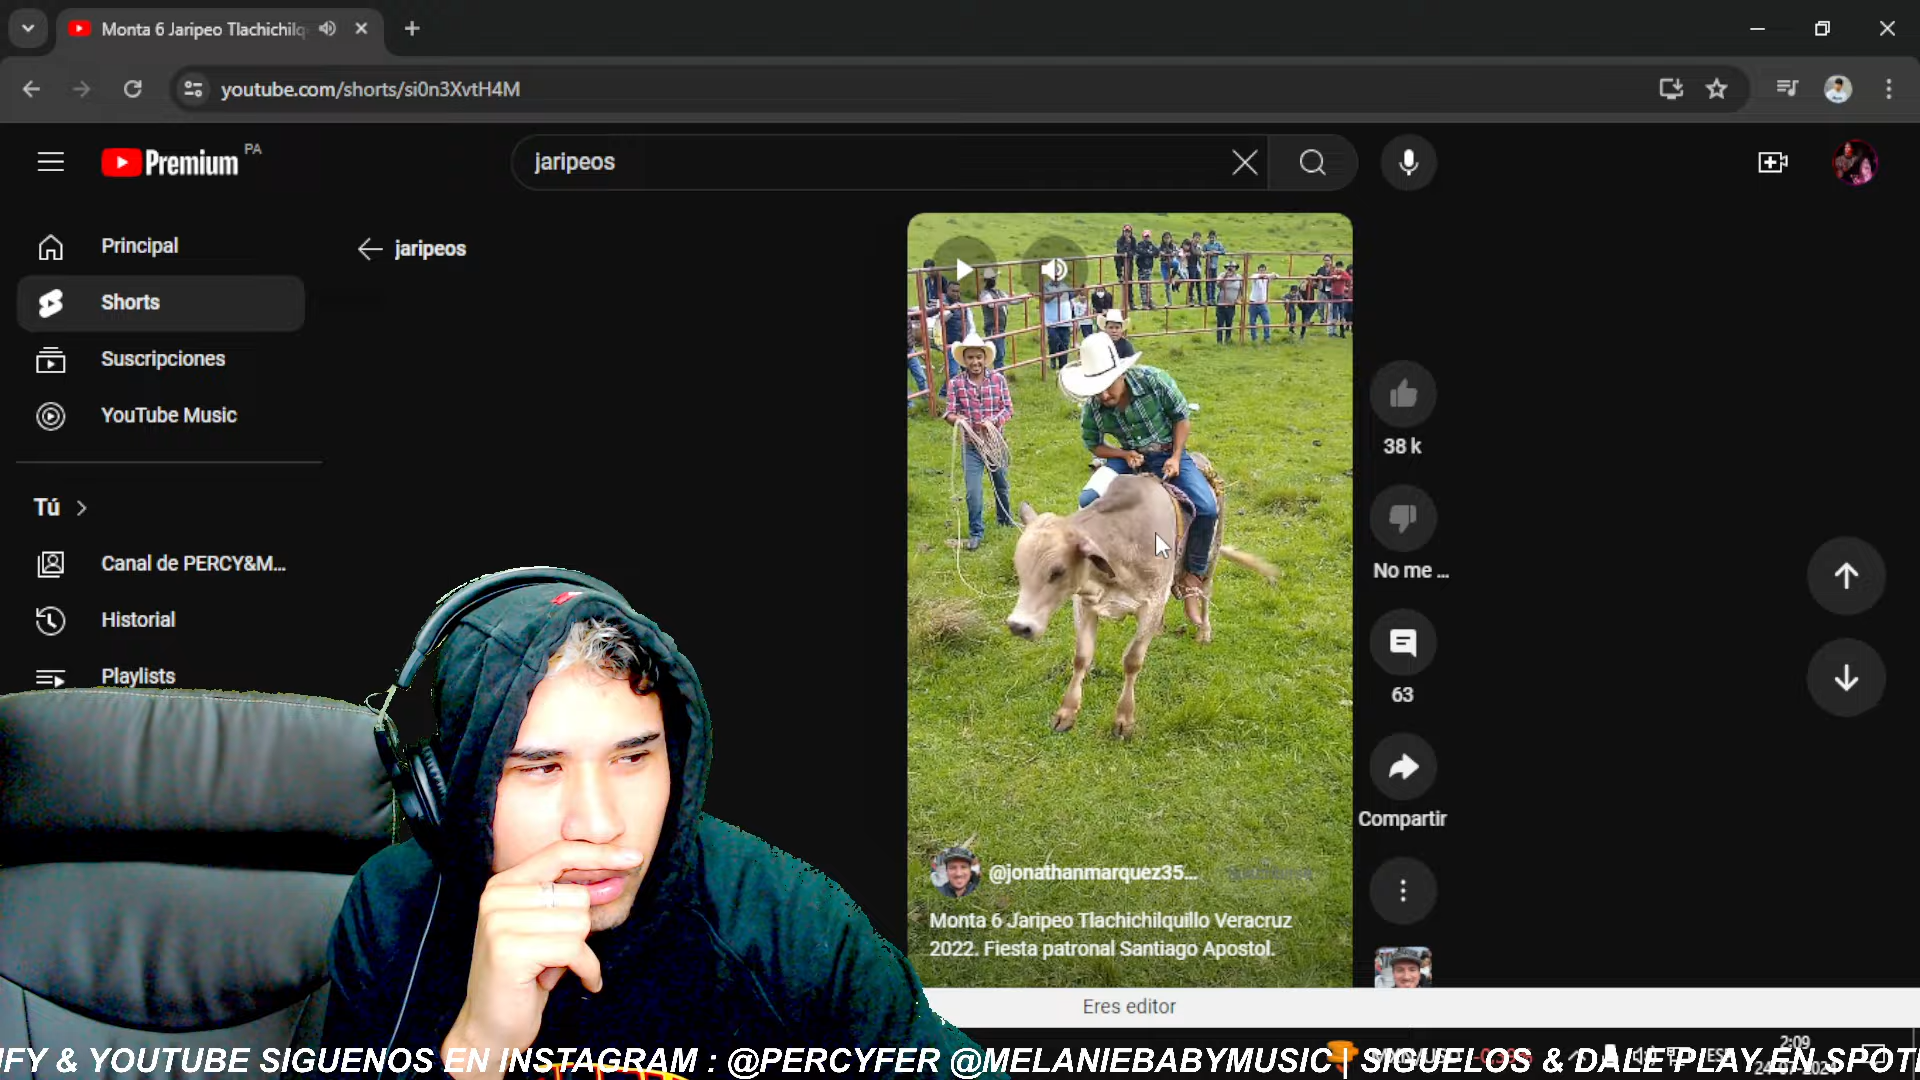 Monta 6 Jaripeo Tlachichilq
youtube.com/shorts/si0n3XvtH4M
Premium PA
jaripeos
Principal
jaripeos
Shorts
Suscripciones
YouTube Music
38 k
Tú
Canal de PERCY&M...
No me ...
Historial
Playlists
63
Compartir
@jonathanmarquez35...
Monta 6 Jaripeo Tlachichilquillo Veracruz
2022. Fiesta patronal Santiago Apostol.
Eres editor
2:09
IFY & YOUTUBE SIGUENOS EN INSTAGRAM : @PERCYFER @MELANIEBABYMUSIC | SIGUELOS & DALE PLAY EN SPOTI